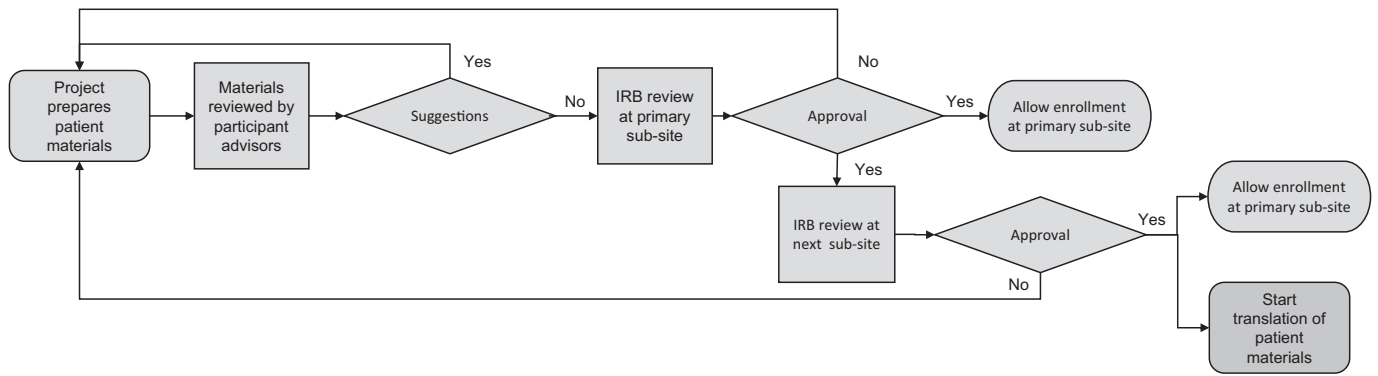 Project
prepares
patient
materials
Materials
reviewed by
participant
advisors
Suggestions
Yes
No
IRB review
at primary
sub-site
Approval
No
Yes
Allow enrollment
at primary sub-site
Yes
IRB review at
next sub-site
Approval
Yes
No
Allow enrollment
at primary sub-site
Start
translation of
patient
materials